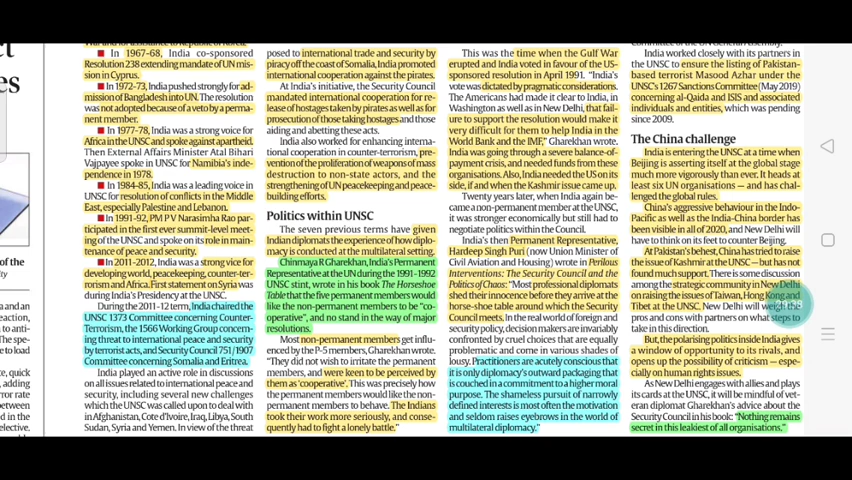 ct
es
of the
ity
a and an
reaction,
on anti-
The spe-
to load
te, quick
, adding
ror rate
between
d in the
elective.
War and for Assistance to Republic of Korea.
■ In 1967-68, India co-sponsored
Resolution 238 extending mandate of UN mis-
sion in Cyprus.
■ In 1972-73, India pushed strongly for ad-
mission of Bangladesh into UN. The resolution
was not adopted because of a veto by a perma-
nent member.
■ In 1977-78, India was a strong voice for
Africa in the UNSC and spoke against apartheid.
Then External Affairs Minister Atal Bihari
Vajpayee spoke in UNSC for Namibia's inde-
pendence in 1978.
■ In 1984-85, India was a leading voice in
UNSC for resolution of conflicts in the Middle
East, especially Palestine and Lebanon.
■ In 1991-92, PM P V Narasimha Rao par-
ticipated in the first ever summit-level meet-
ing of the UNSC and spoke on its role in main-
tenance of peace and security.
■ In 2011-2012, India was a strong voice for
developing world, peacekeeping, counter-ter-
rorism and Africa. First statement on Syria was
during India's Presidency at the UNSC.
During the 2011-12 term, India chaired the
UNSC 1373 Committee concerning Counter-
Terrorism, the 1566 Working Group concern-
ing threat to international peace and security
by terrorist acts, and Security Council 751/1907
Committee concerning Somalia and Eritrea.
India played an active role in discussions
on all issues related to international peace and
security, including several new challenges
which the UNSC was called upon to deal with
in Afghanistan, Cote d'Ivoire, Iraq, Libya, South
Sudan, Syria and Yemen. In view of the threat
posed to international trade and security by
piracy off the coast of Somalia, India promoted
international cooperation against the pirates.
At India's initiative, the Security Council
mandated international cooperation for re-
lease of hostages taken by pirates as well as for
prosecution of those taking hostages and those
aiding and abetting these acts.
India also worked for enhancing interna-
tional cooperation in counter-terrorism, pre-
vention of the proliferation of weapons of mass
destruction to non-state actors, and the
strengthening of UN peacekeeping and peace-
building efforts.
Politics within UNSC
The seven previous terms have given
Indian diplomats the experience of how diplo-
macy is conducted at the multilateral setting.
Chinmaya R Gharekhan, India's Permanent
Representative at the UN during the 1991-1992
UNSC stint, wrote in his book The Horseshoe
Table that the five permanent members would
like the non-permanent members to be "co-
operative", and no stand in the way of major
resolutions.
Most non-permanent members get influ-
enced by the P-5 members, Gharekhan wrote.
"They did not wish to irritate the permanent
members, and were keen to be perceived by
them as 'cooperative'. This was precisely how
the permanent members would like the non-
permanent members to behave. The Indians
took their work more seriously, and conse-
quently had to fight a lonely battle."
This was the time when the Gulf War
erupted and India voted in favour of the US-
sponsored resolution in April 1991. "India's
vote was dictated by pragmatic considerations.
The Americans had made it clear to India, in
Washington as well as in New Delhi, that fail-
ure to support the resolution would make it
very difficult for them to help India in the
World Bank and the IMF," Gharekhan wrote.
India was going through a severe balance-of-
payment crisis, and needed funds from these
organisations. Also, India needed the US on its
side, if and when the Kashmir issue came up.
Twenty years later, when India again be-
came a non-permanent member at the UNSC,
it was stronger economically but still had to
negotiate politics within the Council.
India's then Permanent Representative,
Hardeep Singh Puri (now Union Minister of
Civil Aviation and Housing) wrote in Perilous
Interventions: The Security Council and the
Politics of Chaos: "Most professional diplomats
shed their innocence before they arrive at the
horse-shoe table around which the Security
Council meets. In the real world of foreign and
security policy, decision makers are invariably
confronted by cruel choices that are equally
problematic and come in various shades of
lousy. Practitioners are acutely conscious that
it is only diplomacy's outward packaging that
is couched in a commitment to a higher moral
purpose. The shameless pursuit of narrowly
defined interests is most often the motivation
and seldom raises eyebrows in the world of
multilateral diplomacy."
India worked closely with its partners in
the UNSC to ensure the listing of Pakistan-
based terrorist Masood Azhar under the
UNSC's 1267 Sanctions Committee (May 2019)
concerning al-Qaida and ISIS and associated
individuals and entities, which was pending
since 2009.
The China challenge
India is entering the UNSC at a time when
Beijing is asserting itself at the global stage
much more vigorously than ever. It heads at
least six UN organisations — and has chal-
lenged the global rules.
China's aggressive behaviour in the Indo-
Pacific as well as the India-China border has
been visible in all of 2020, and New Delhi will
have to think on its feet to counter Beijing.
At Pakistan's behest, China has tried to raise
the issue of Kashmir at the UNSC — but has not
found much support. There is some discussion
among the strategic community in New Delhi
on raising the issues of Taiwan, Hong Kong and
Tibet at the UNSC. New Delhi will weigh the
pros and cons with partners on what steps to
take in this direction.
But, the polarising politics inside India gives
a window of opportunity to its rivals, and
opens up the possibility of criticism — espe-
cially on human rights issues.
As New Delhi engages with allies and plays
its cards at the UNSC, it will be mindful of vet-
eran diplomat Gharekhan's advice about the
Security Council in his book: "Nothing remains
secret in this leakiest of all organisations."